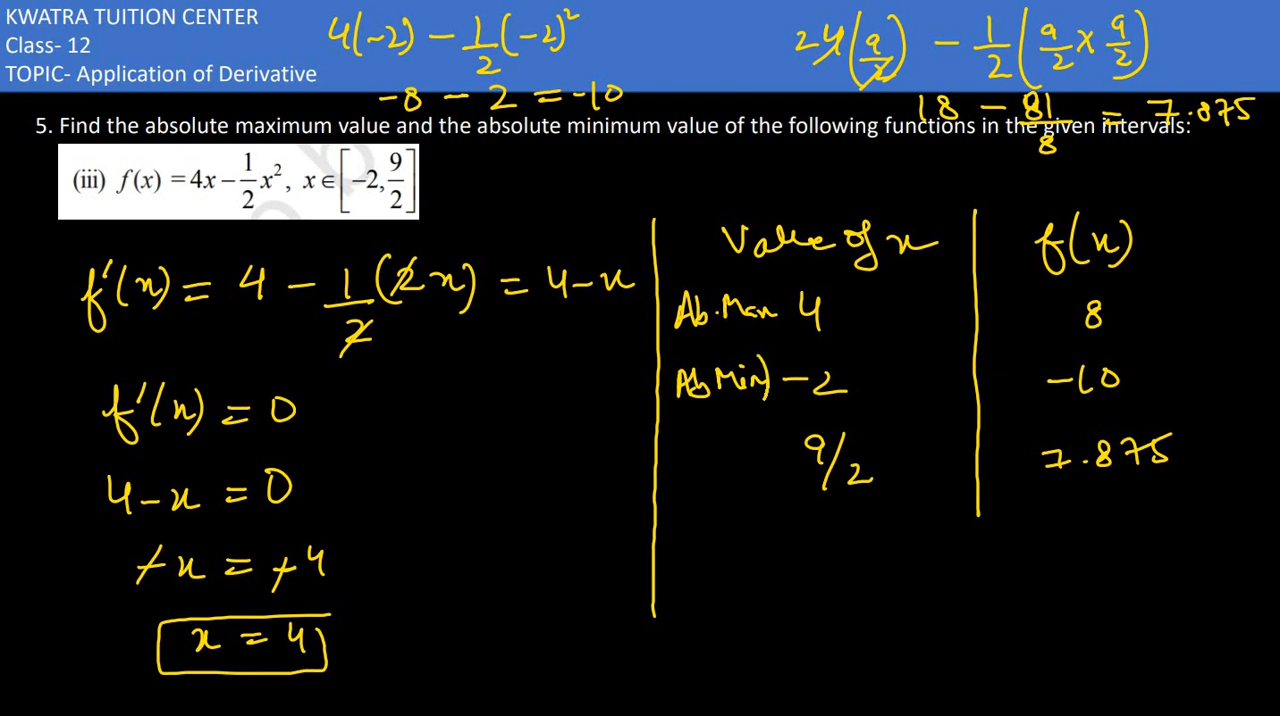 KWATRA TUITION CENTER
Class- 12
TOPIC- Application of Derivative
4(-2) - 1/2 (-2)²
-8 - 2 = -10
24(9/2) - 1/2 (9/2 x 9/2)
18 - 81/8 = 7.875
5. Find the absolute maximum value and the absolute minimum value of the following functions in the given intervals:
(iii) f(x) = 4x - 1/2 x², x ∈ [-2, 9/2]
f'(x) = 4 - 1/2 (2x) = 4-x
f'(x) = 0
4-x = 0
-x = -4
x = 4
Value of x f(x)
Ab. Max 4 8
Ab Min) -2 -10
9/2 7.875